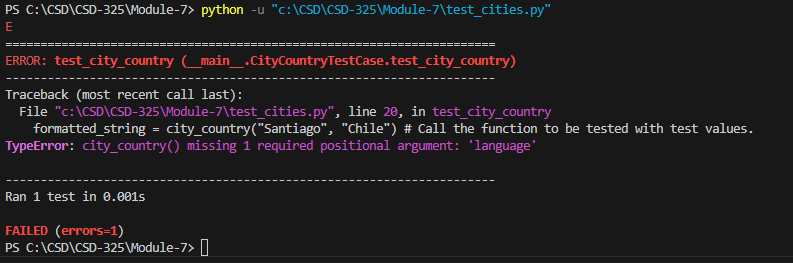 PS C:\CSD\CSD-325\Module-7> python -u "c:\CSD\CSD-325\Module-7\test_cities.py"
E
======================================================================
ERROR: test_city_country (__main__.CityCountryTestCase.test_city_country)
----------------------------------------------------------------------
Traceback (most recent call last):
  File "c:\CSD\CSD-325\Module-7\test_cities.py", line 20, in test_city_country
    formatted_string = city_country("Santiago", "Chile") # Call the function to be tested with test values.
TypeError: city_country() missing 1 required positional argument: 'language'

----------------------------------------------------------------------
Ran 1 test in 0.001s

FAILED (errors=1)
PS C:\CSD\CSD-325\Module-7>